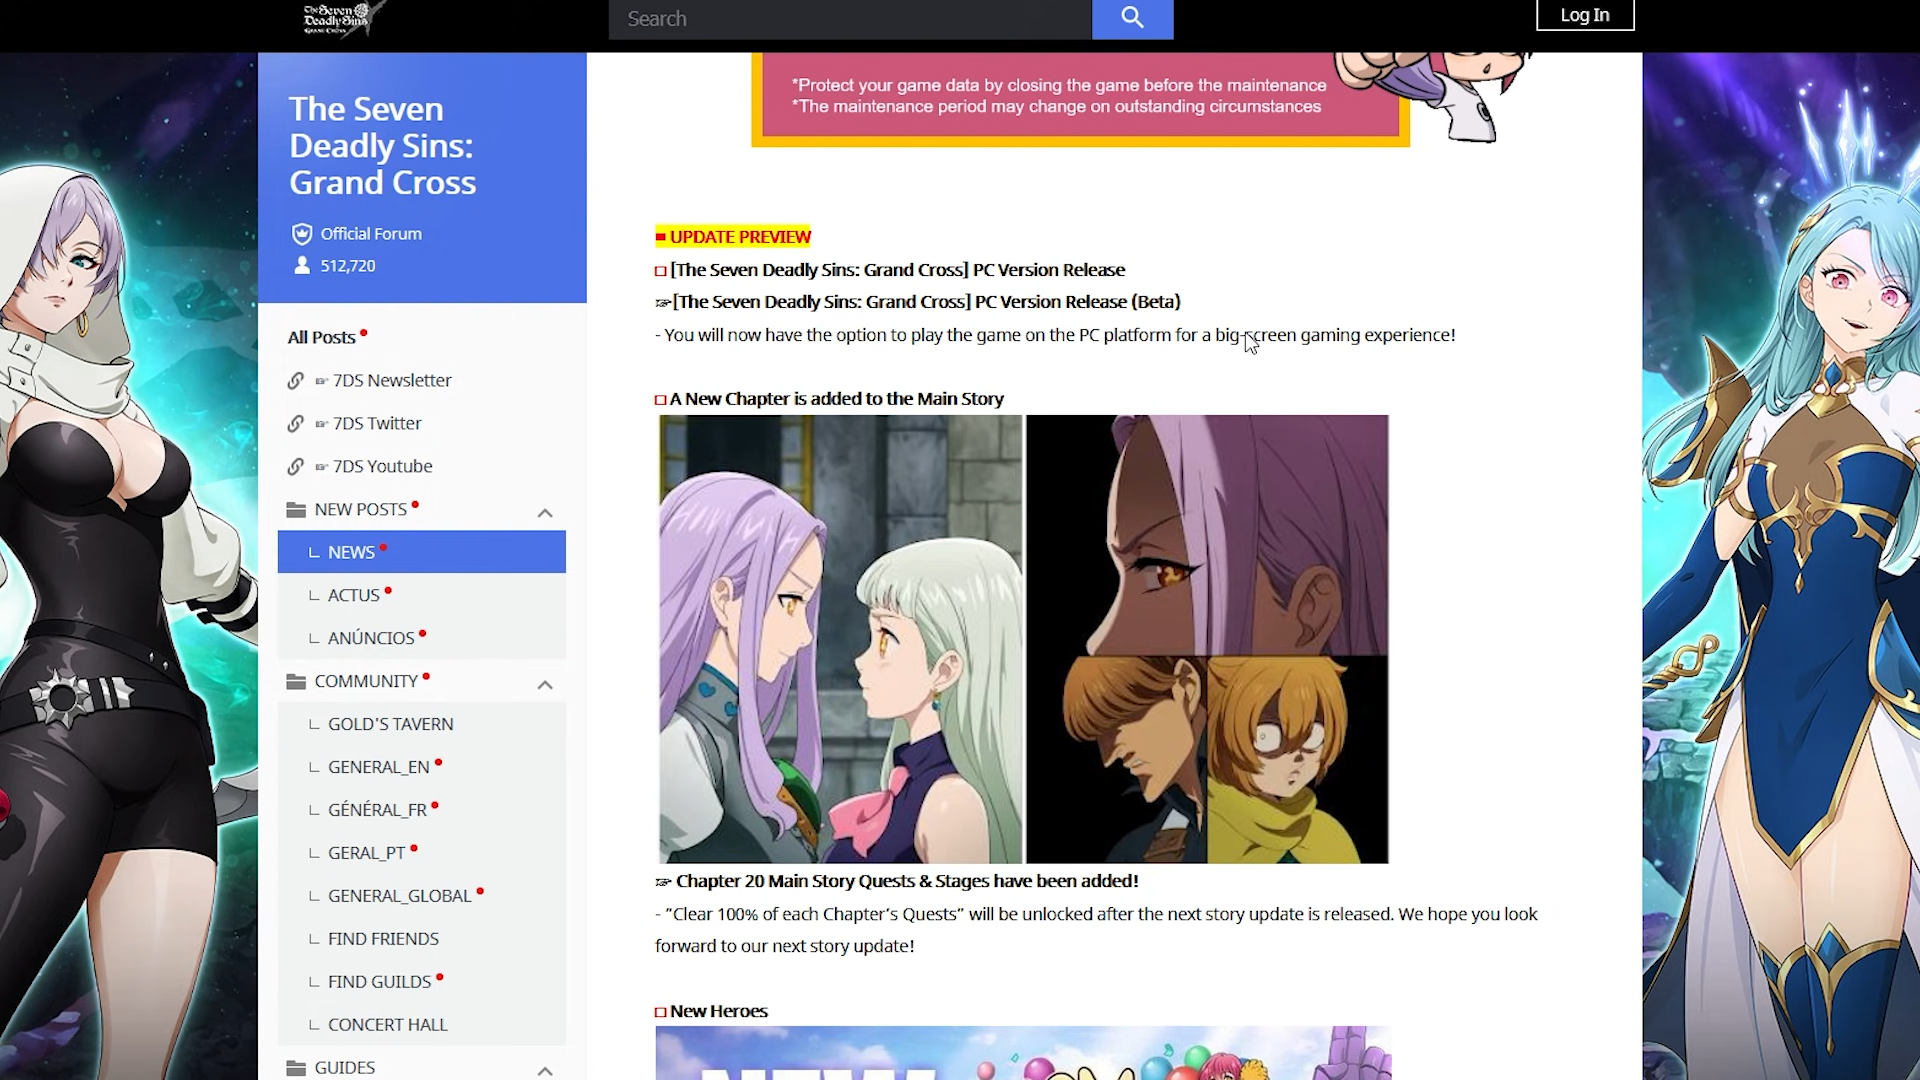 The Seven
Deadly Sins
GRAND CROSS
Search
Log In
The Seven
Deadly Sins:
Grand Cross
Official Forum
512,720
All Posts
☞ 7DS Newsletter
☞ 7DS Twitter
☞ 7DS Youtube
NEW POSTS
NEWS
ACTUS
ANÚNCIOS
COMMUNITY
GOLD'S TAVERN
GENERAL_EN
GÉNÉRAL_FR
GERAL_PT
GENERAL_GLOBAL
FIND FRIENDS
FIND GUILDS
CONCERT HALL
GUIDES
*Protect your game data by closing the game before the maintenance
*The maintenance period may change on outstanding circumstances
UPDATE PREVIEW
□ [The Seven Deadly Sins: Grand Cross] PC Version Release
☞[The Seven Deadly Sins: Grand Cross] PC Version Release (Beta)
- You will now have the option to play the game on the PC platform for a big-screen gaming experience!
□ A New Chapter is added to the Main Story
☞ Chapter 20 Main Story Quests & Stages have been added!
- "Clear 100% of each Chapter's Quests" will be unlocked after the next story update is released. We hope you look
forward to our next story update!
□ New Heroes
NEW